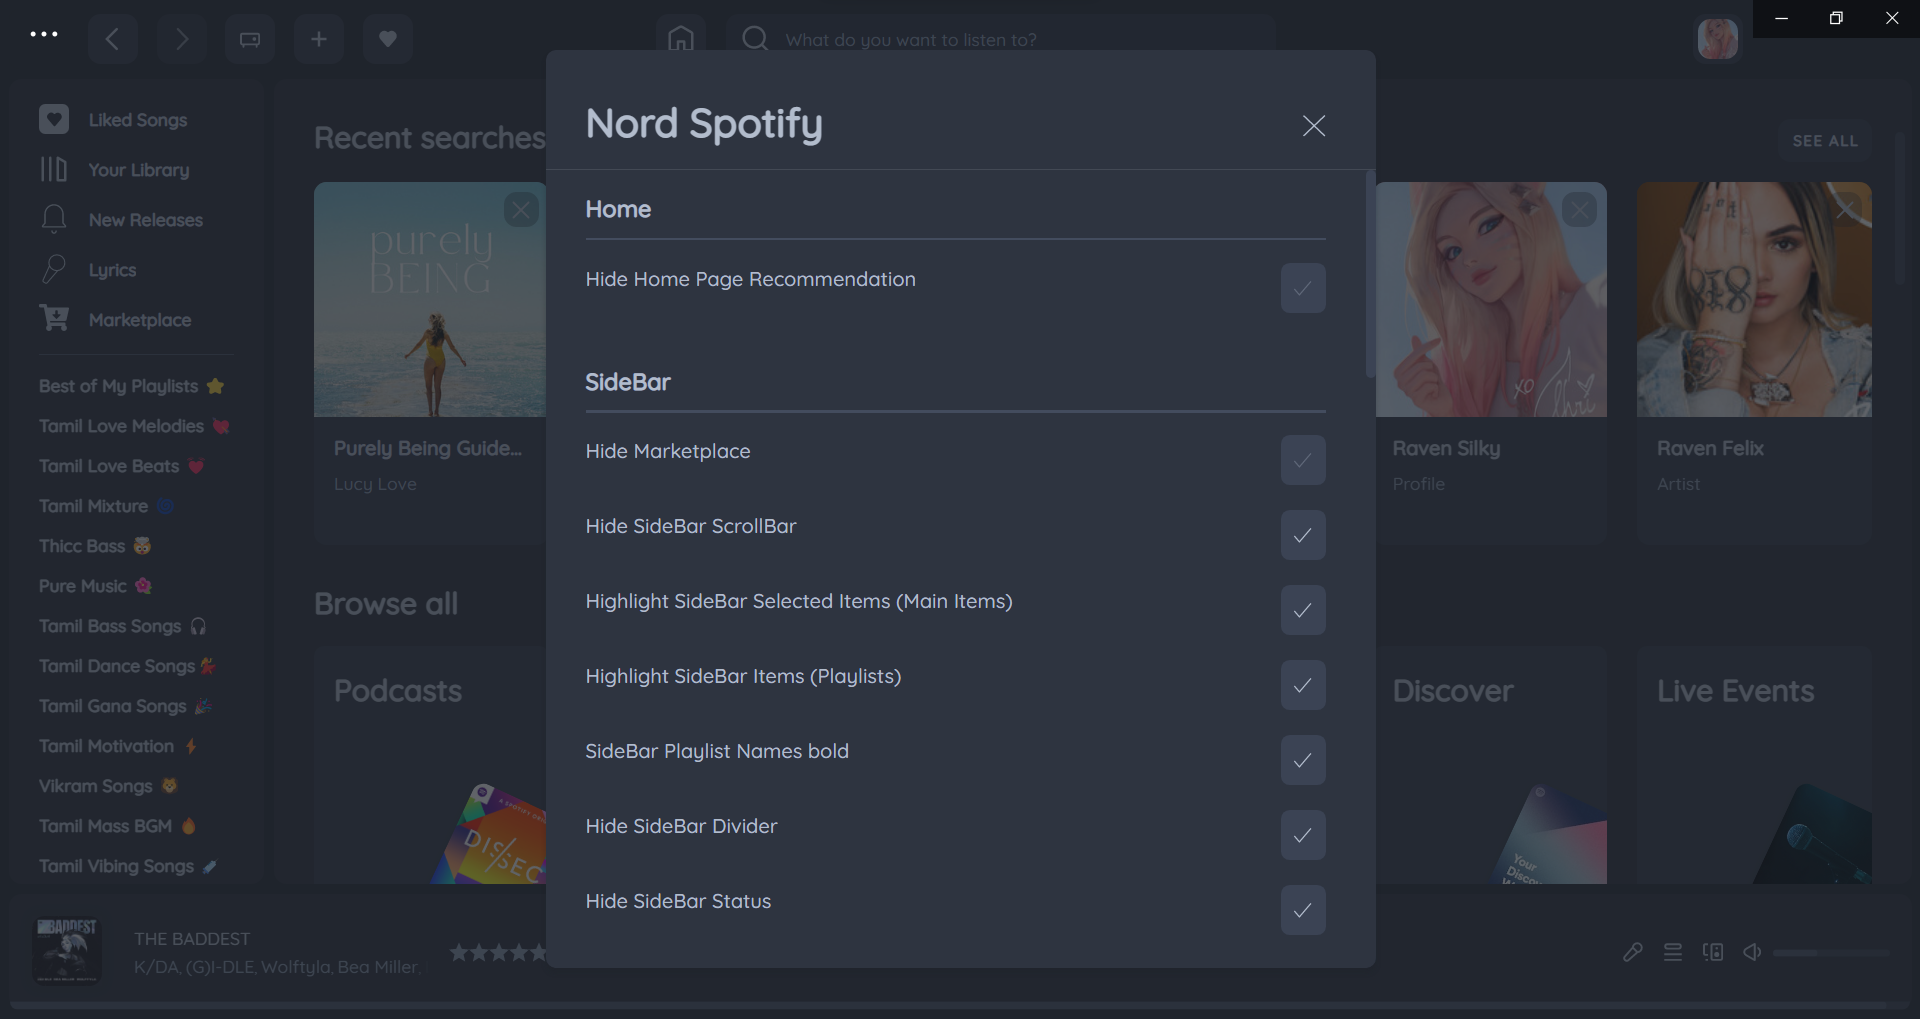 What do you want to listen to?
Liked Songs
Your Library
New Releases
Lyrics
Marketplace
Best of My Playlists
Tamil Love Melodies
Tamil Love Beats
Tamil Mixture
Thicc Bass
Pure Music
Tamil Bass Songs
Tamil Dance Songs
Tamil Gana Songs
Tamil Motivation
Vikram Songs
Tamil Mass BGM
Tamil Vibing Songs
Recent searches
SEE ALL
purely
BEING
Purely Being Guide...
Lucy Love
XO
Raven Silky
Profile
Raven Felix
Artist
Browse all
Podcasts
DISSEC
Discover
Your
Live Events
Nord Spotify
Home
Hide Home Page Recommendation
SideBar
Hide Marketplace
Hide SideBar ScrollBar
Highlight SideBar Selected Items (Main Items)
Highlight SideBar Items (Playlists)
SideBar Playlist Names bold
Hide SideBar Divider
Hide SideBar Status
BADDEST
THE BADDEST
K/DA, (G)I-DLE, Wolftyla, Bea Miller,